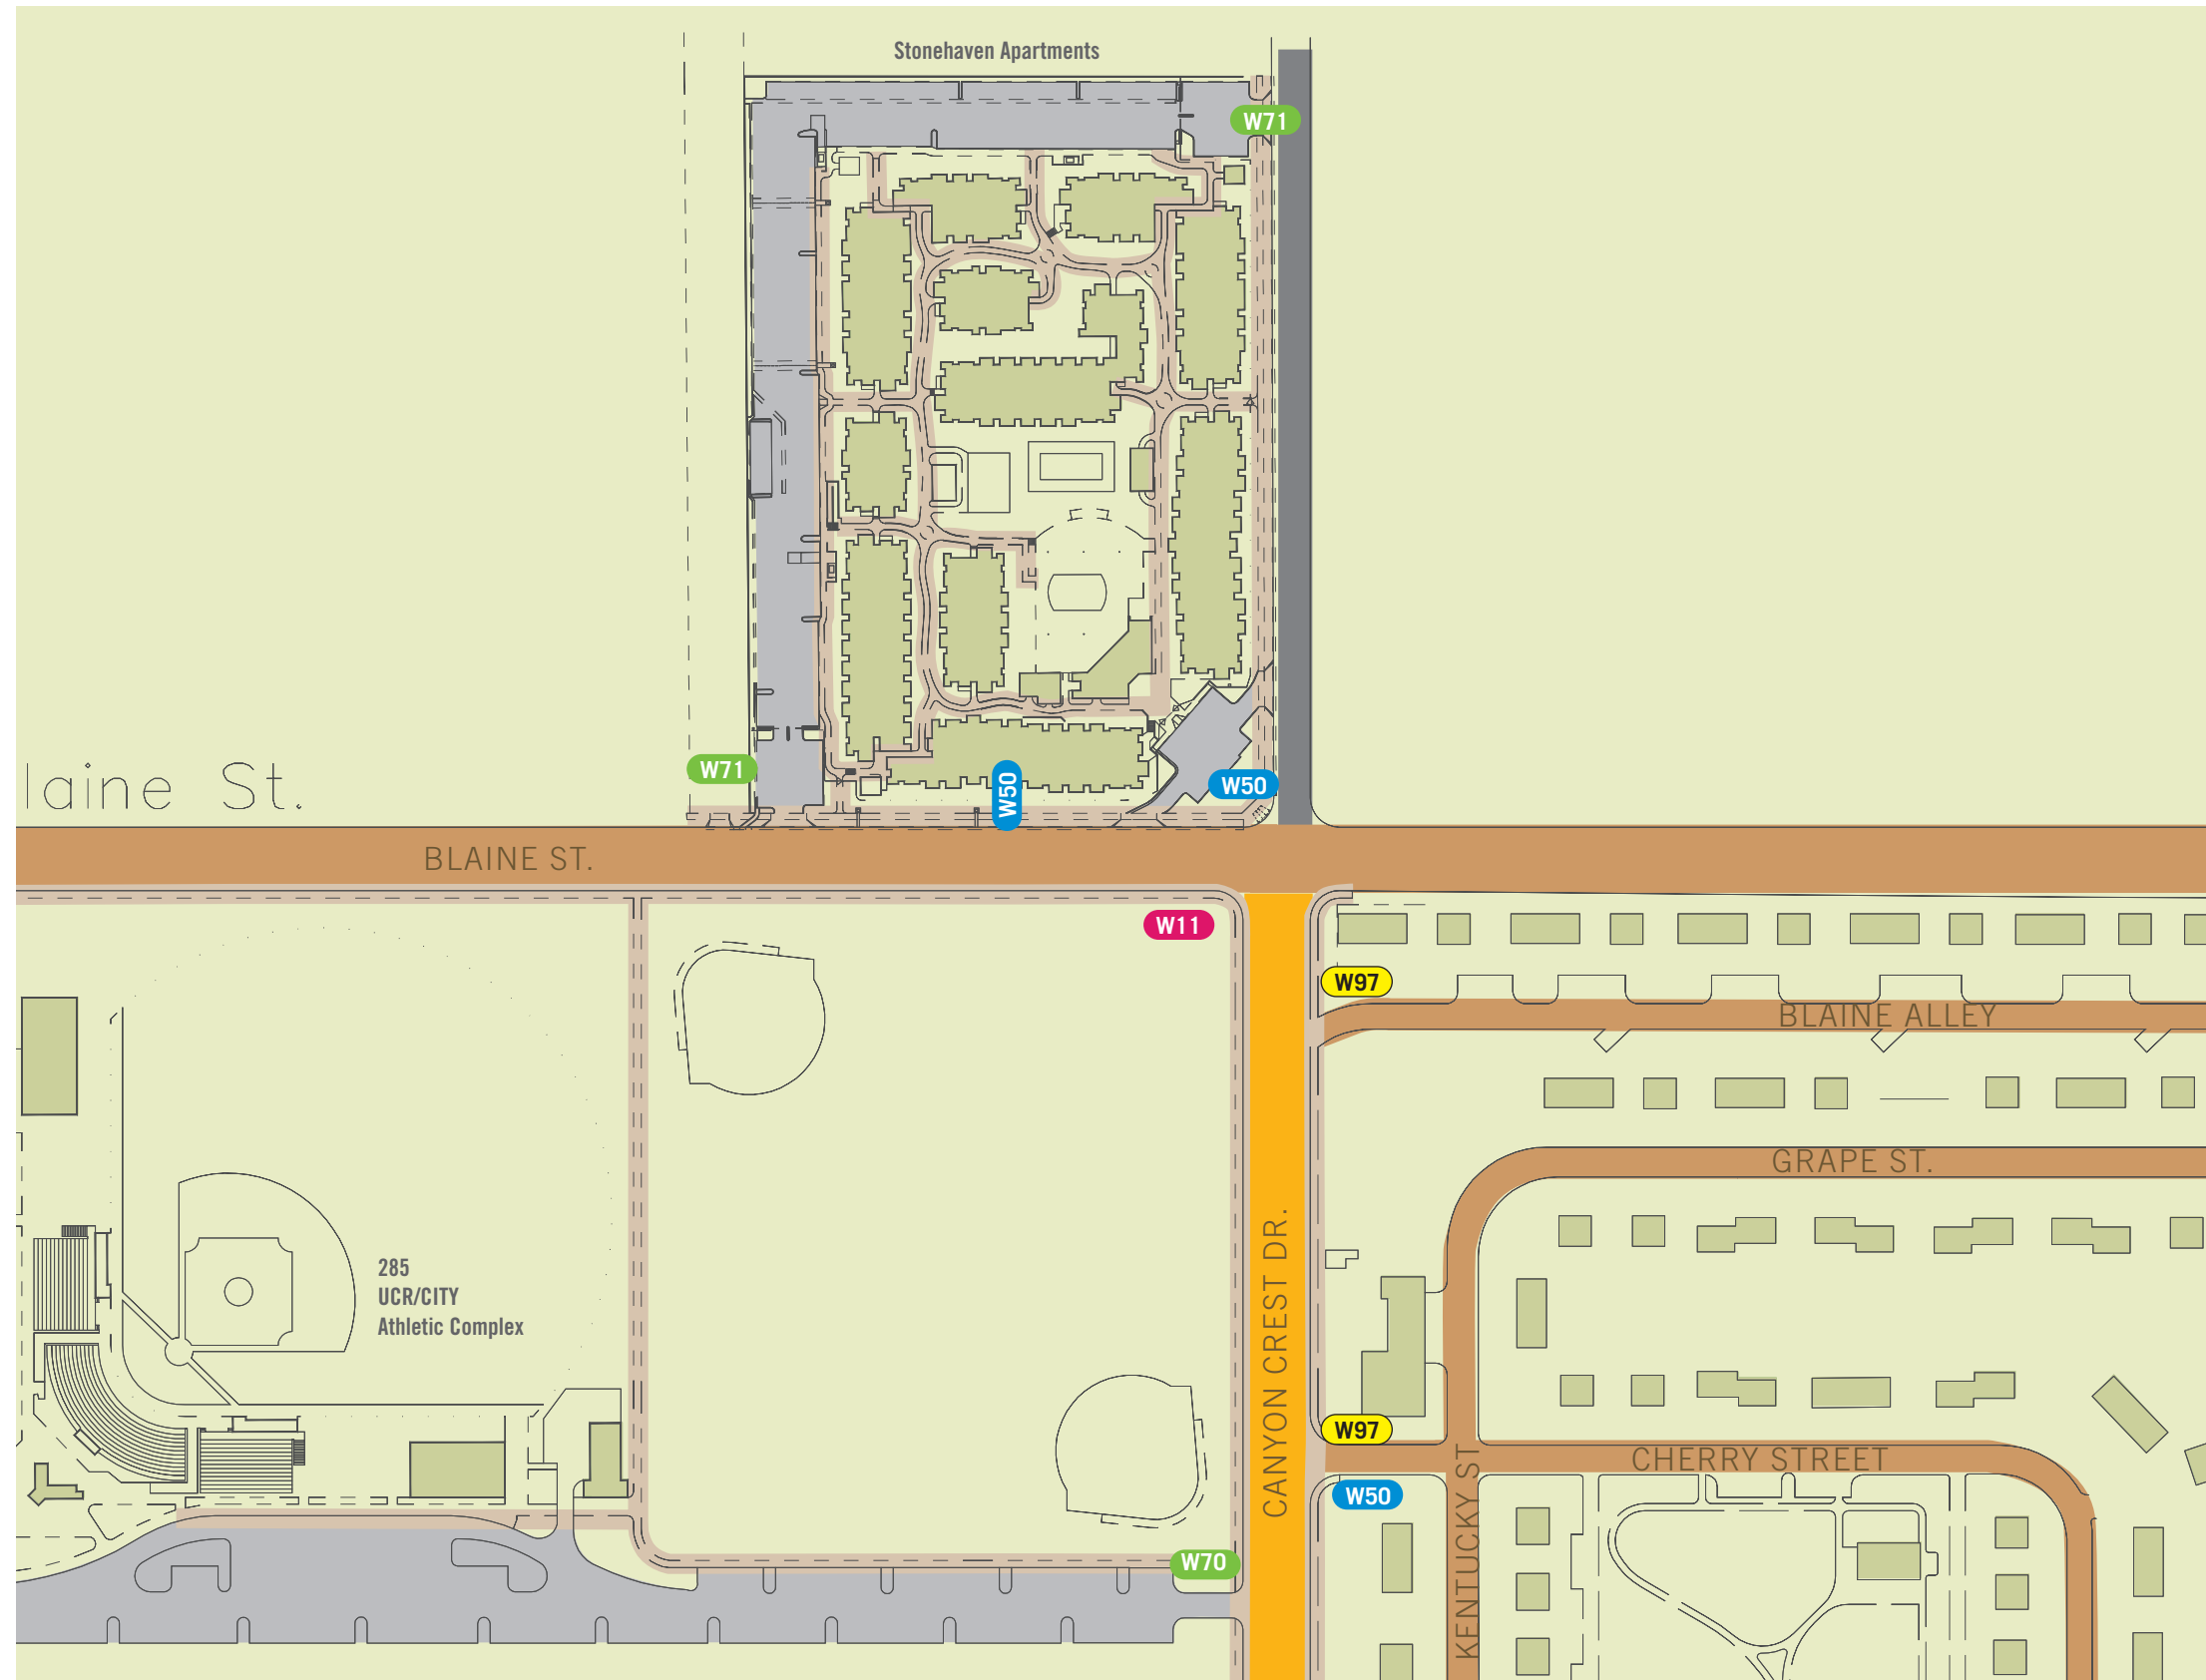 Stonehaven Apartments
W71
W71
W50
W50
laine St.
BLAINE ST.
W11
W97
BLAINE ALLEY
GRAPE ST.
CANYON CREST DR.
285
UCR/CITY
Athletic Complex
W97
CHERRY STREET
W50
KENTUCKY ST
W70